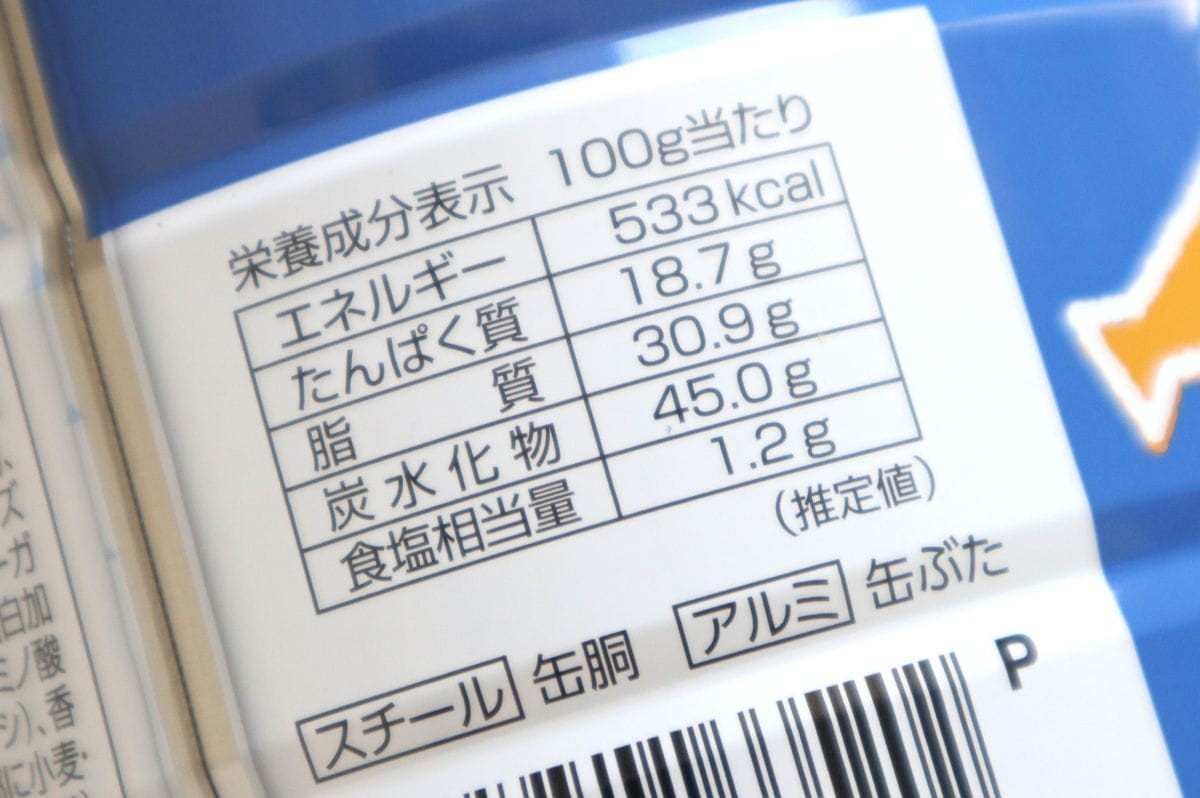 栄養成分表示 100g当たり
エネルギー 533kcal
たんぱく質 18.7g
脂質 30.9g
炭水化物 45.0g
食塩相当量 1.2g
(推定値)
スチール 缶胴 アルミ 缶ぶた
P
ズ
ーガ
白加
ミノ酸
シ)、香
に小麦・